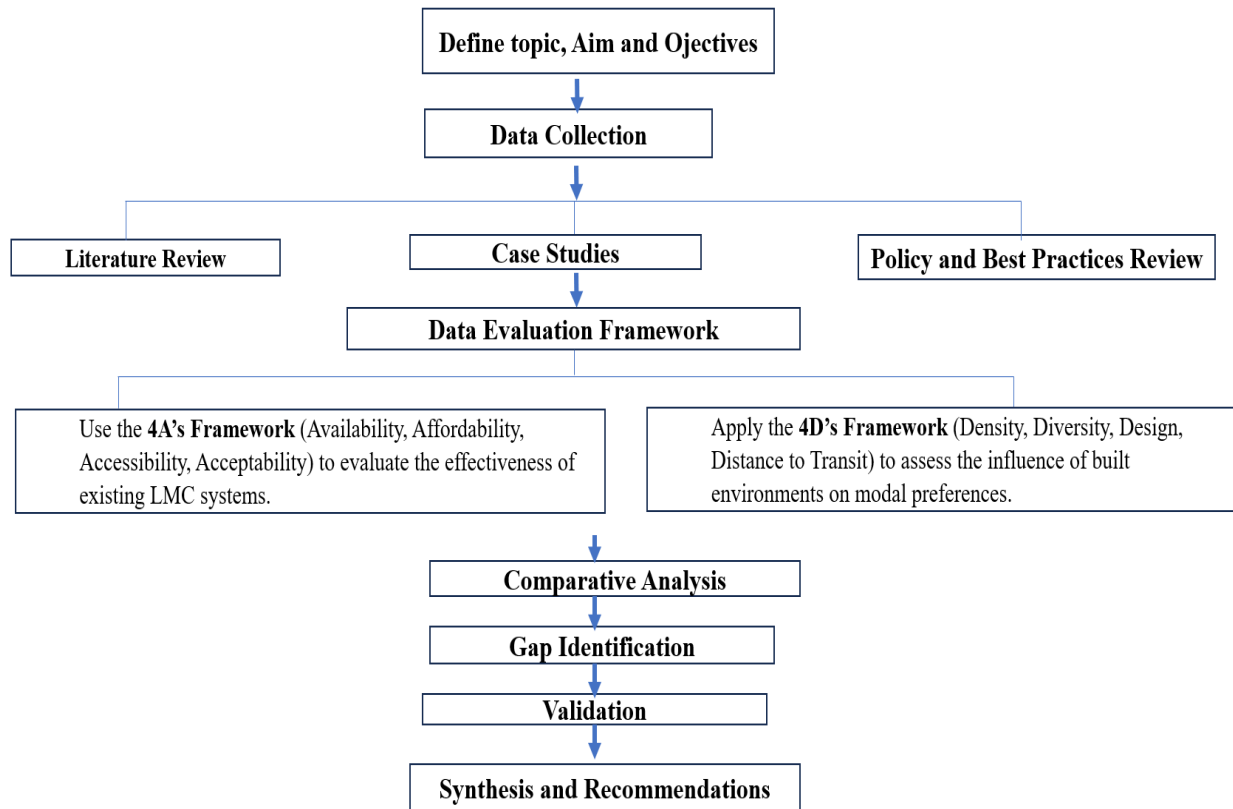 Define topic, Aim and Ojectives
Data Collection
Literature Review
Case Studies
Policy and Best Practices Review
Data Evaluation Framework
Use the 4A’s Framework (Availability, Affordability,
Accessibility, Acceptability) to evaluate the effectiveness of
existing LMC systems.
Apply the 4D’s Framework (Density, Diversity, Design,
Distance to Transit) to assess the influence of built
environments on modal preferences.
Comparative Analysis
Gap Identification
Validation
Synthesis and Recommendations